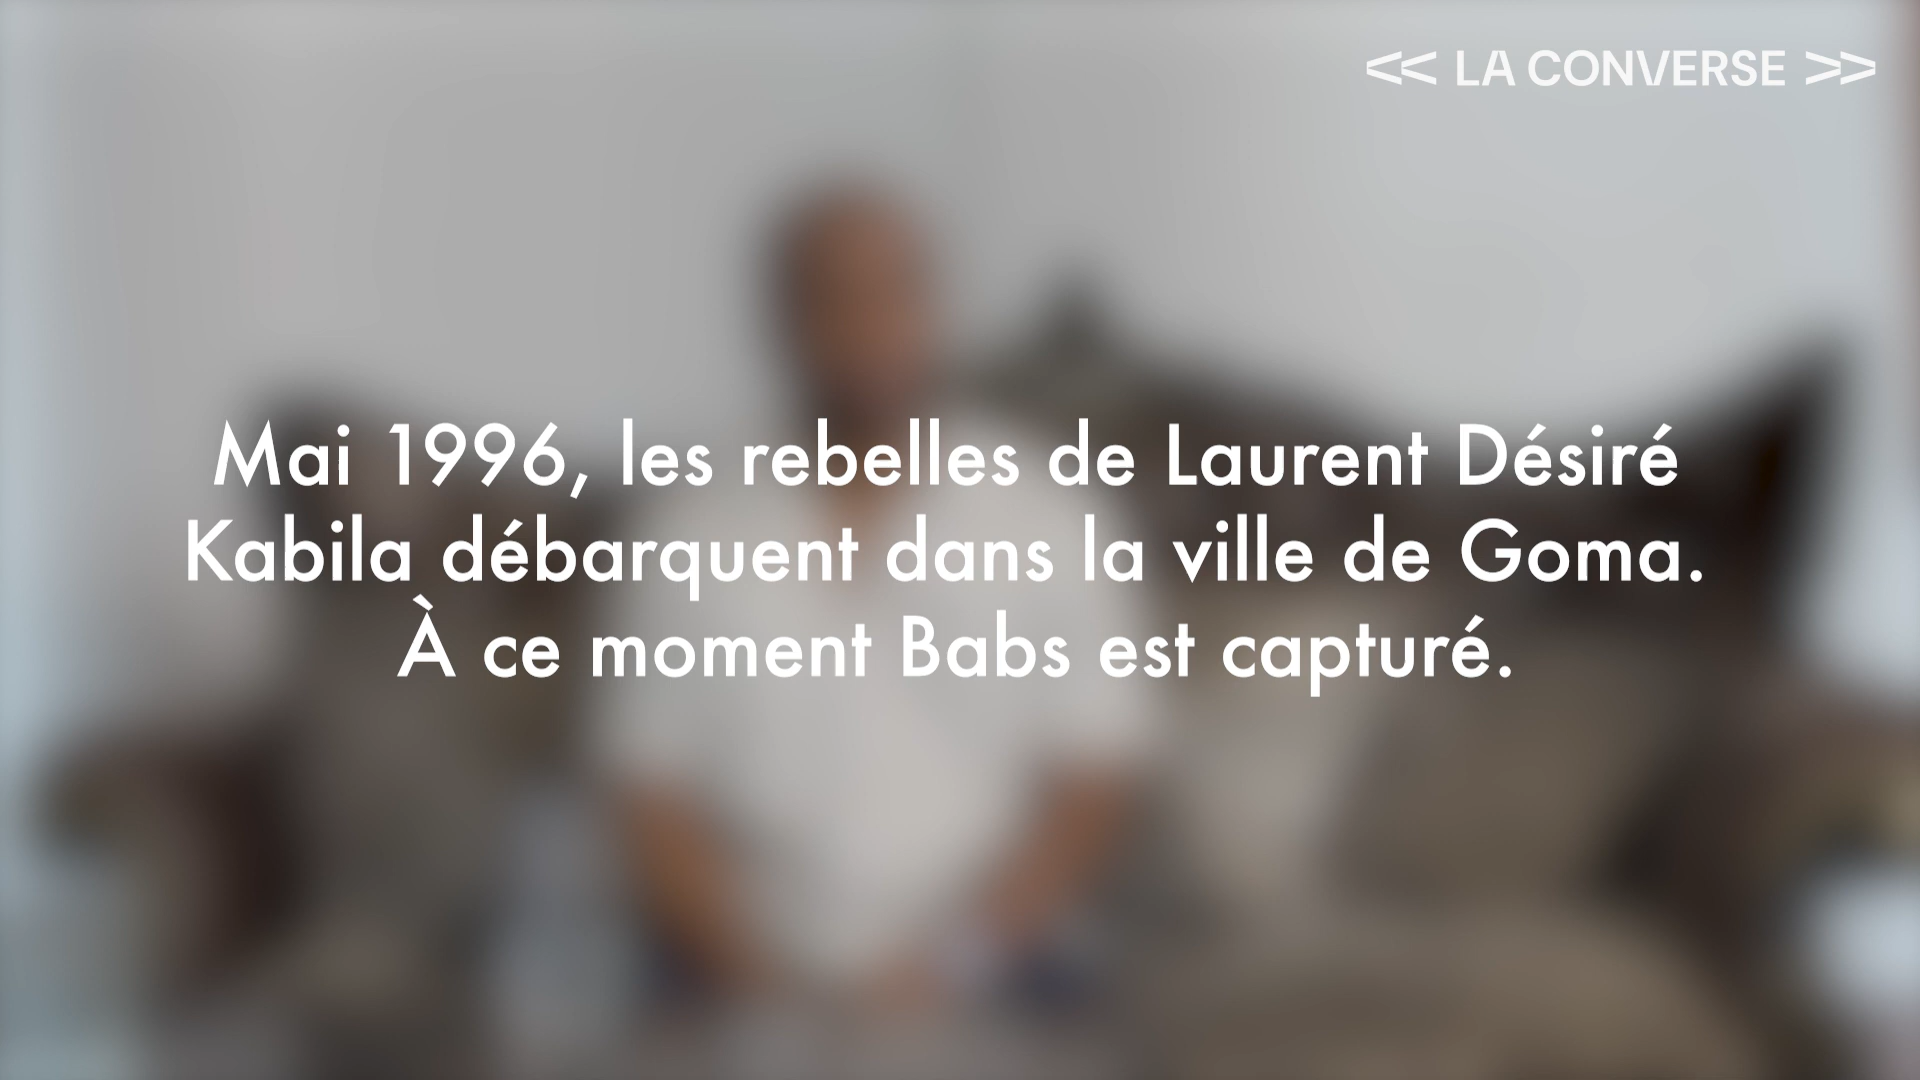 << LA CONVERSE >>
Mai 1996, les rebelles de Laurent Désiré
Kabila débarquent dans la ville de Goma.
À ce moment Babs est capturé.